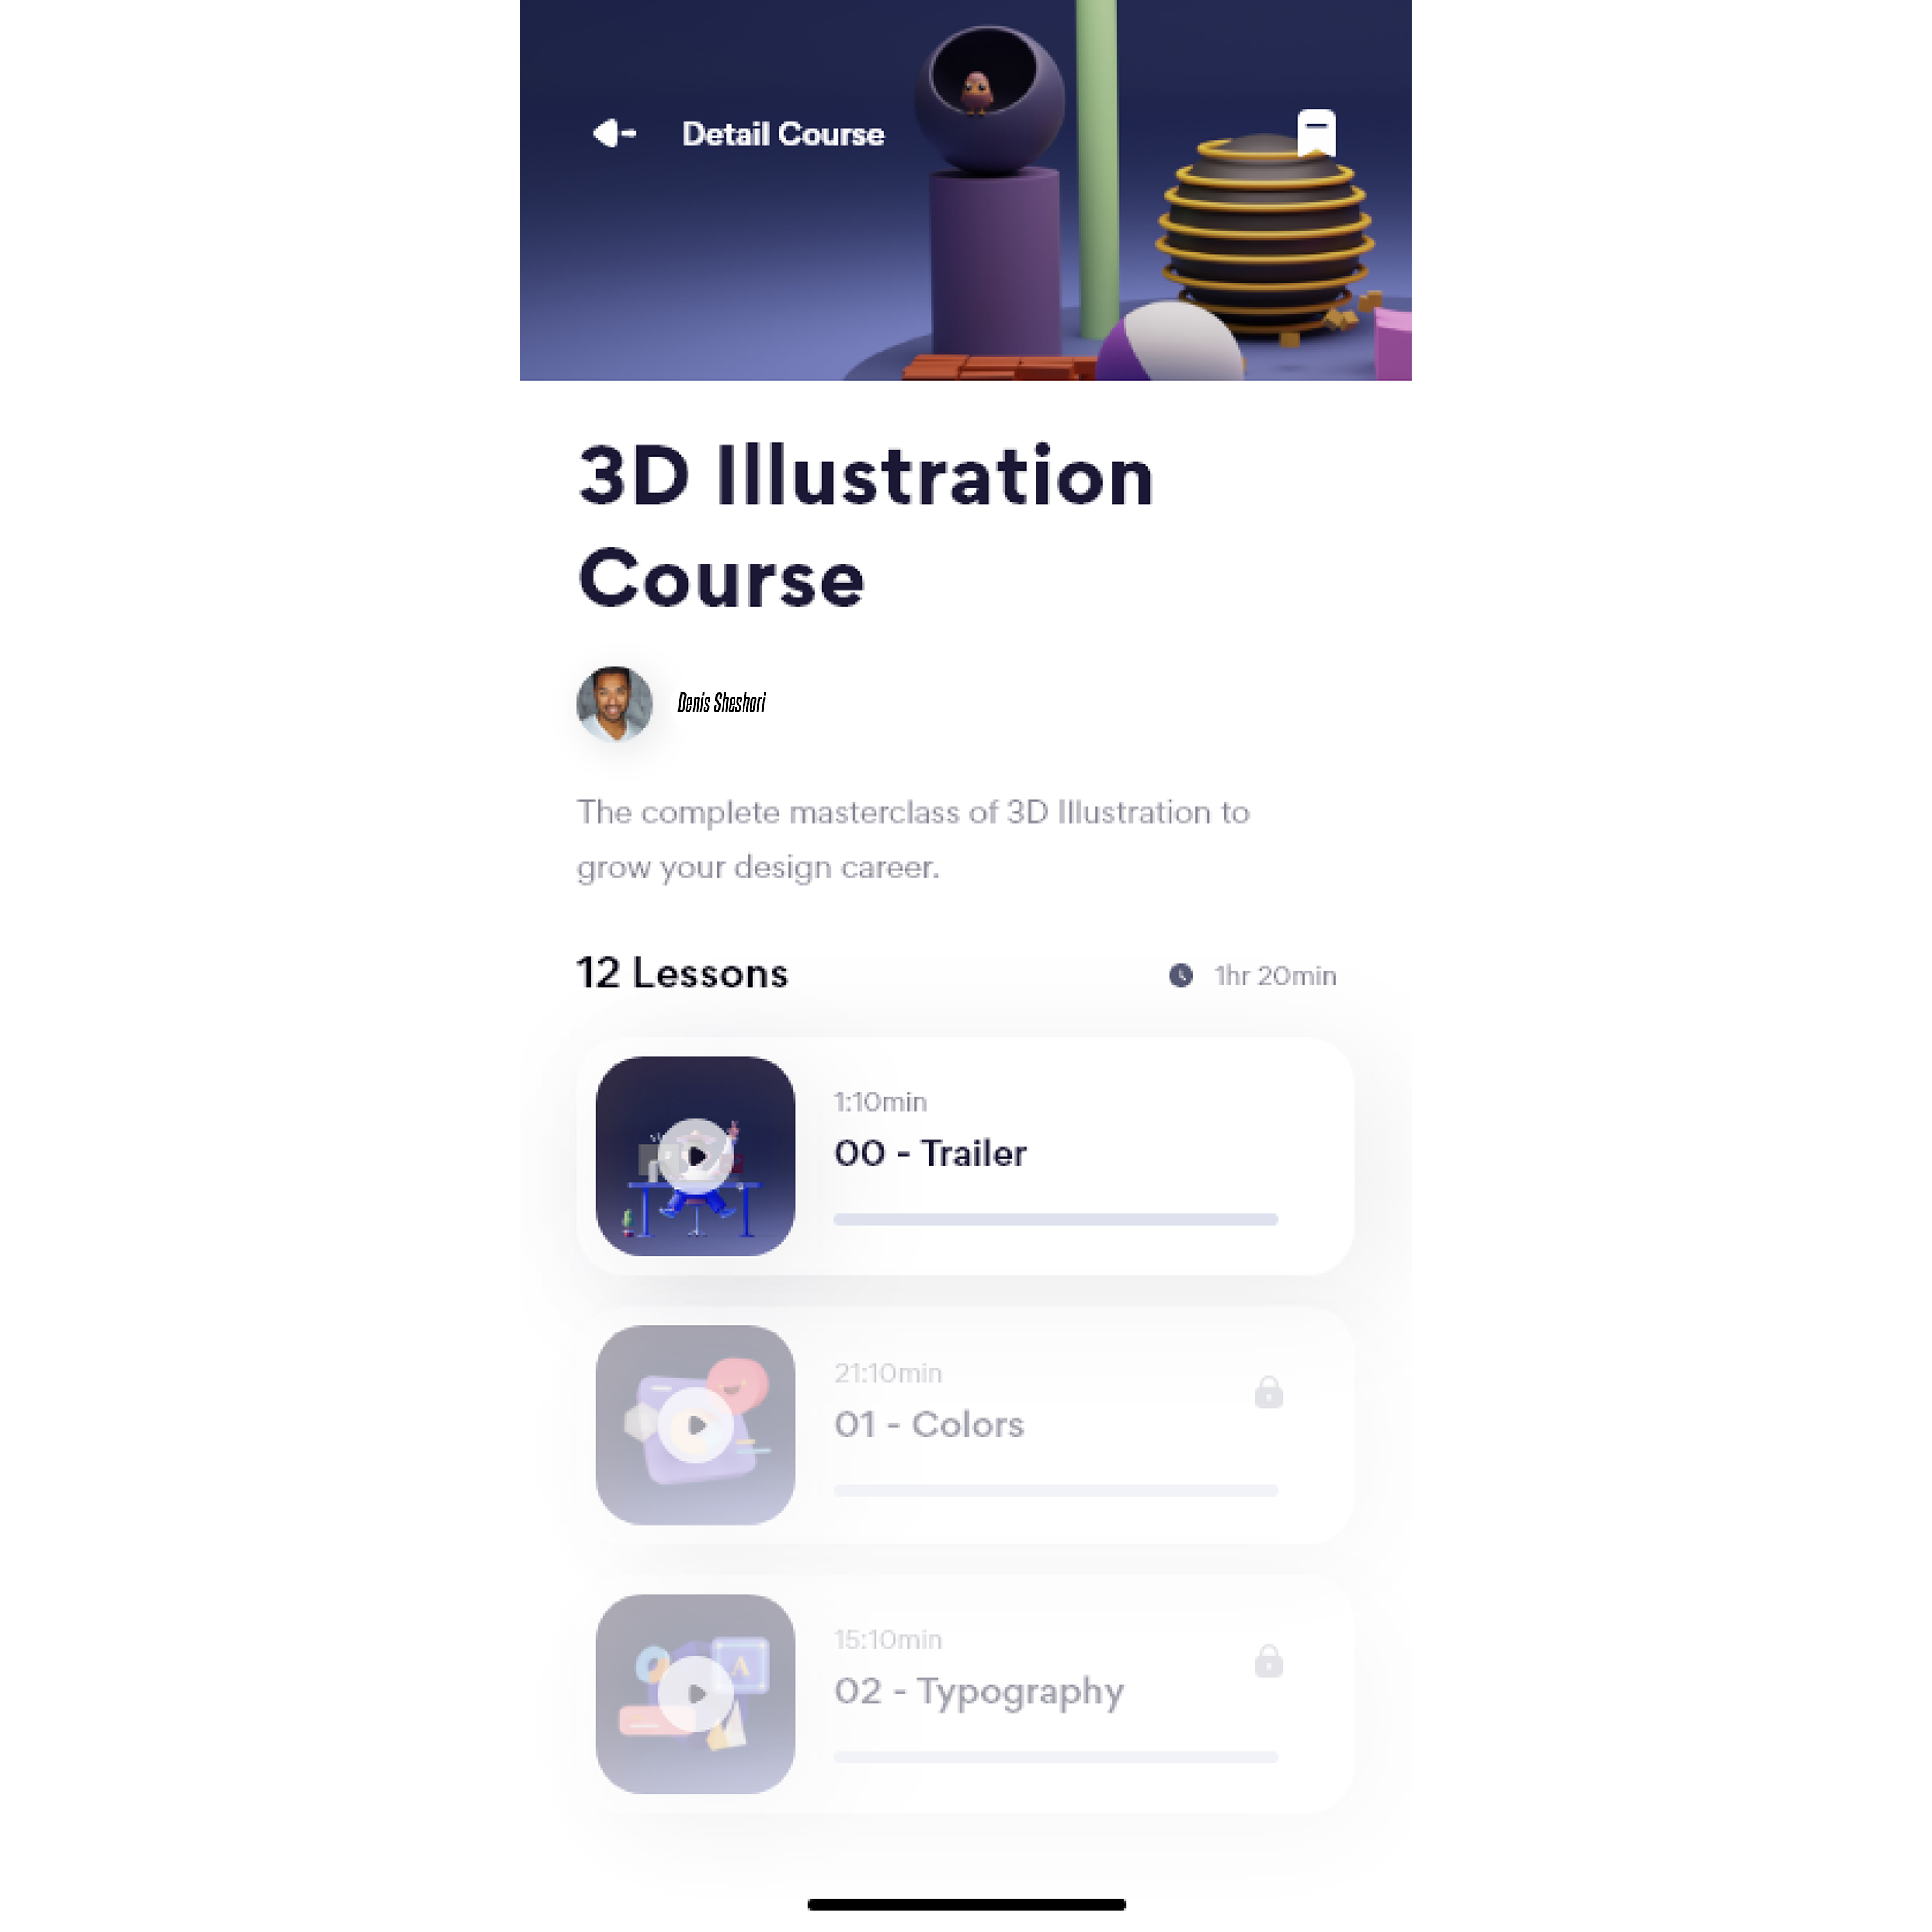 Detail Course
3D Illustration
Course
Denis Sheshori
The complete masterclass of 3D Illustration to
grow your design career.
12 Lessons
1hr 20min
1:10min
00 - Trailer
21:10min
01 - Colors
A
15:10min
02 - Typography